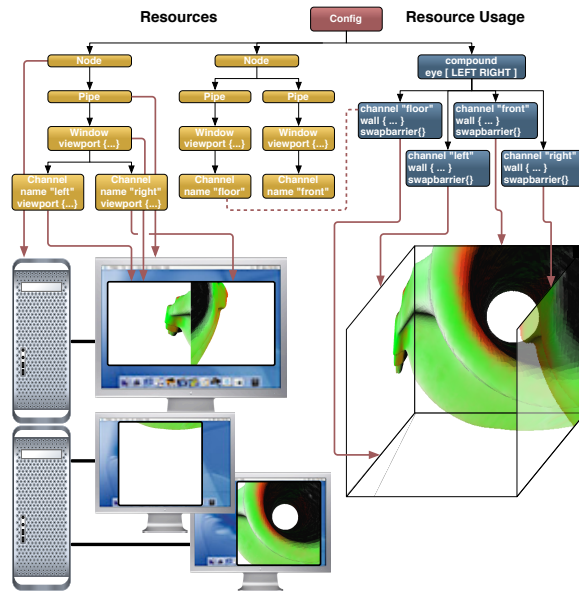 Resources
Config
Resource Usage
Node
Node
compound
eye [ LEFT RIGHT ]
Pipe
Pipe
Pipe
channel "floor"
wall { ... }
swapbarrier{}
channel "front"
wall { ... }
swapbarrier{}
Window
viewport {...}
Window
viewport {...}
Window
viewport {...}
channel "left"
wall { ... }
swapbarrier{}
channel "right"
wall { ... }
swapbarrier{}
Channel
name "left"
viewport {...}
Channel
name "right"
viewport {...}
Channel
name "floor"
Channel
name "front"